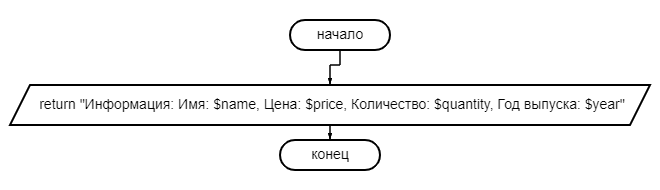 начало
return "Информация: Имя: $name, Цена: $price, Количество: $quantity, Год выпуска: $year"
конец